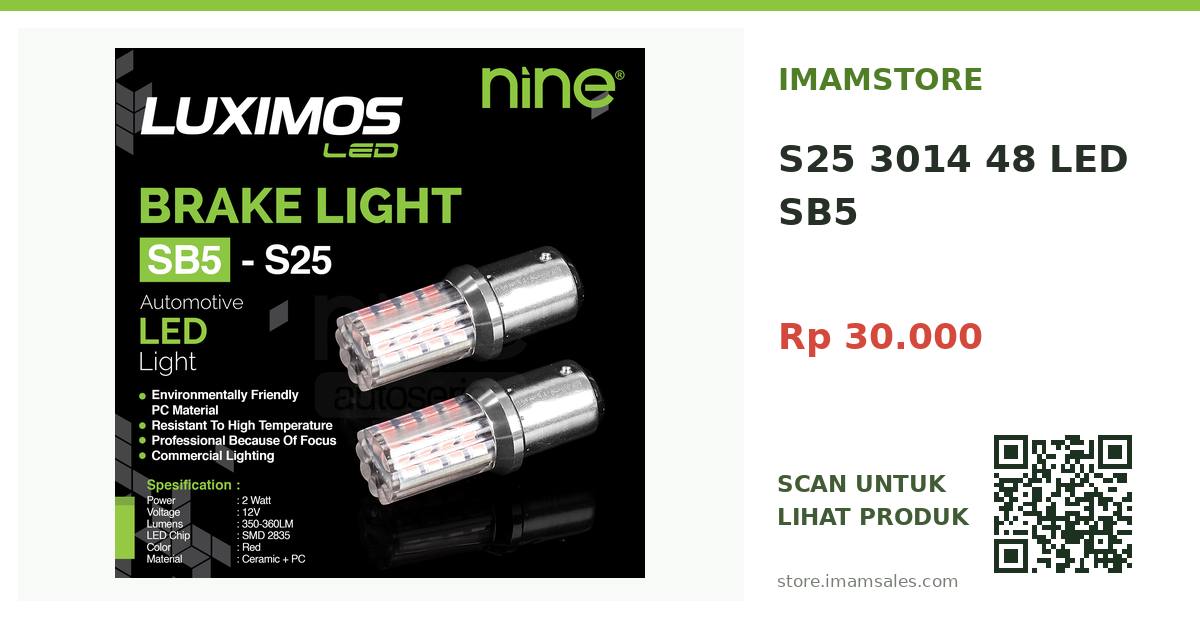 nine®
LUXIMOS
LED
BRAKE LIGHT
SB5 - S25
Automotive
LED
Light
autoseri
Environmentally Friendly
PC Material
Resistant To High Temperature
Professional Because Of Focus
Commercial Lighting
Spesification :
Power : 2 Watt
Voltage : 12V
Lumens : 350-360LM
LED Chip : SMD 2835
Color : Red
Material : Ceramic + PC
IMAMSTORE
S25 3014 48 LED
SB5
Rp 30.000
SCAN UNTUK
LIHAT PRODUK
store.imamsales.com